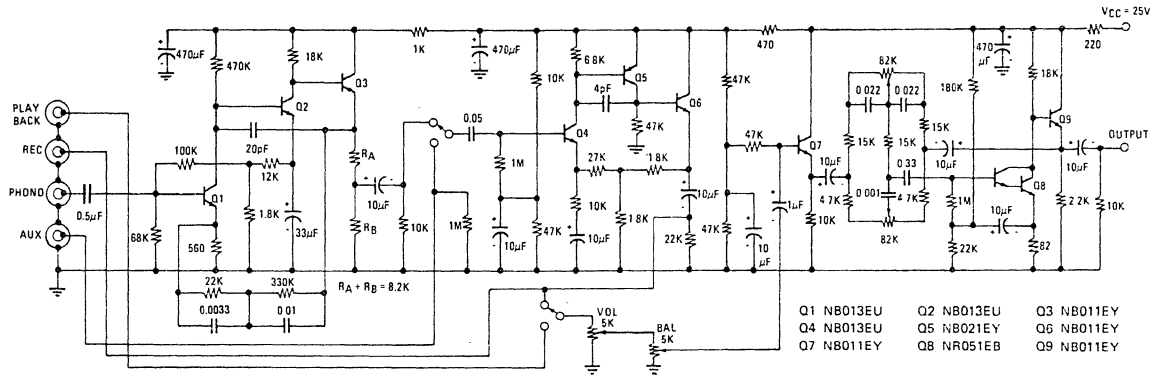 VCC = 25V
470µF
470K
18K
Q3
1K
470µF
6.8K
10K
Q5
470
47K
82K
0 022
0 022
470
µF
180K
18K
220
PLAY
BACK
REC
PHONO
AUX
Q2
20pF
100K
12K
Q1
0.5µF
68K
560
1.8K
33µF
RA
RB
10µF
10K
0.05
1M
1M
10µF
47K
4pF
Q4
47K
Q6
27K
1.8K
10K
10µF
1.8K
10µF
22K
47K
47K
10
µF
1µF
Q7
10µF
10K
15K
15K
15K
4.7K
0 001
4.7K
82K
0 33
10µF
1M
22K
10µF
Q8
82
Q9
10µF
2.2K
10K
OUTPUT
22K
330K
0.0033
0 01
RA + RB = 8.2K
VOL
5K
BAL
5K
Q1 NB013EU Q2 NB013EU Q3 NB011EY
Q4 NB013EU Q5 NB021EY Q6 NB011EY
Q7 NB011EY Q8 NR051EB Q9 NB011EY